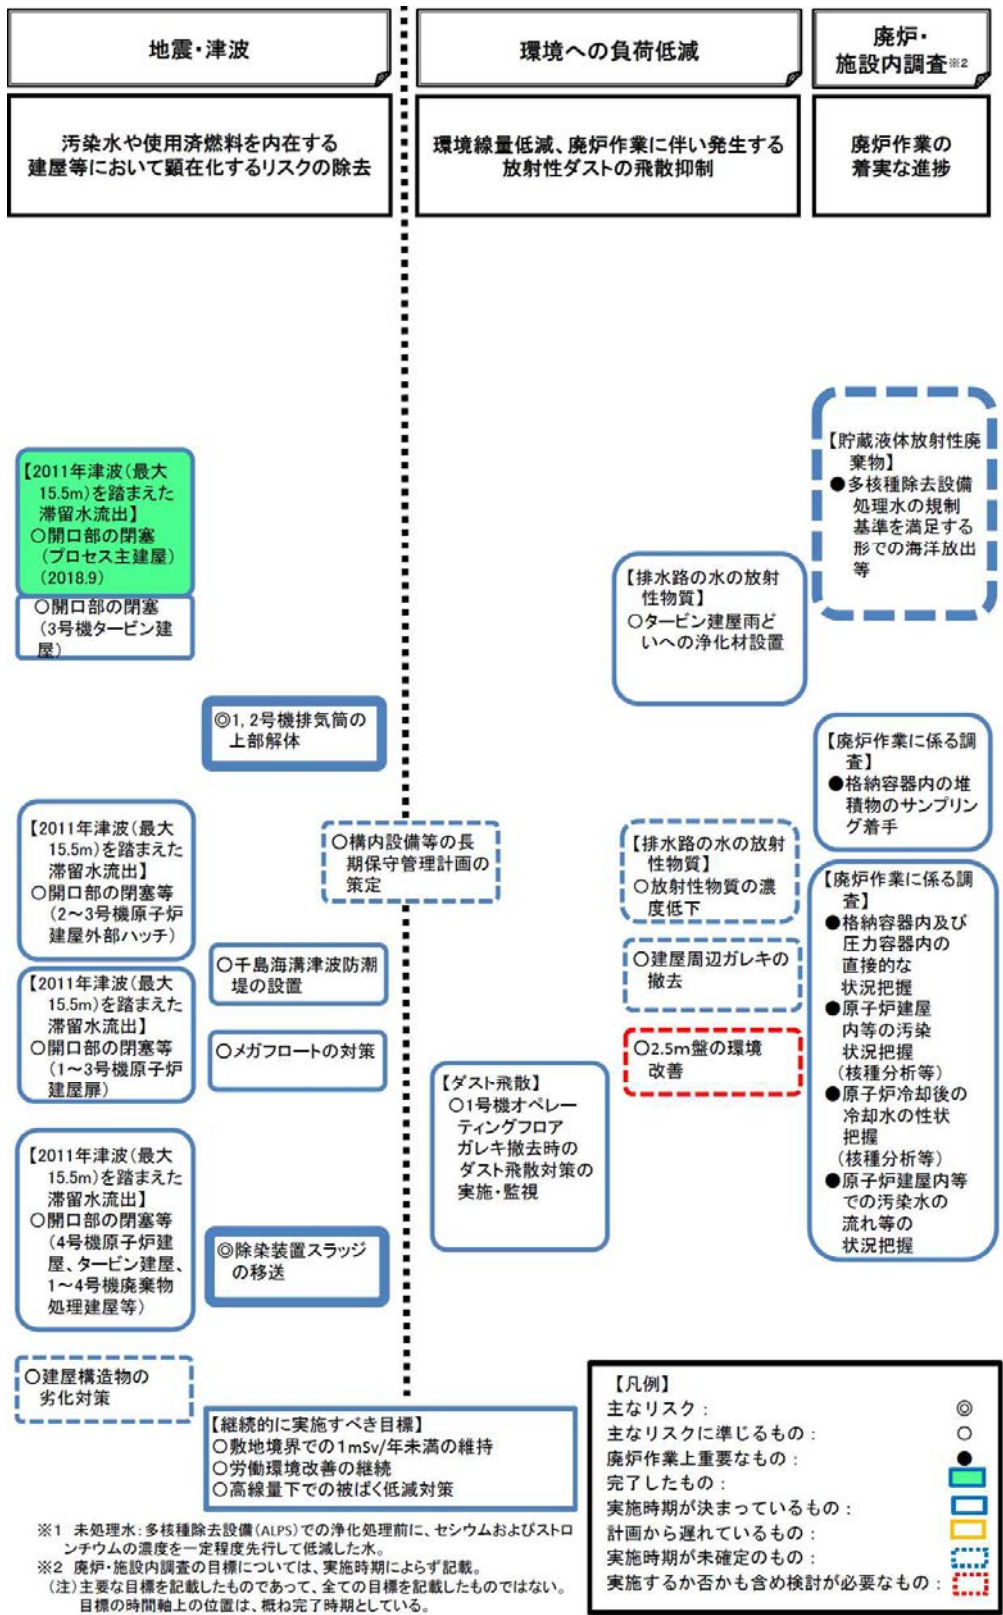 地震・津波
汚染水や使用済燃料を内在する
建屋等において顕在化するリスクの除去
環境への負荷低減
環境線量低減、廃炉作業に伴い発生する
放射性ダストの飛散抑制
廃炉・
施設内調査※2
廃炉作業の
着実な進捗
【2011年津波(最大
15.5m)を踏まえた
滞留水流出】
○開口部の閉塞
(プロセス主建屋)
(2018.9)
○開口部の閉塞
(3号機タービン建
屋)
◎1, 2号機排気筒の
上部解体
【2011年津波(最大
15.5m)を踏まえた
滞留水流出】
○開口部の閉塞等
(2～3号機原子炉
建屋外部ハッチ)
○構内設備等の長
期保守管理計画の
策定
【2011年津波(最大
15.5m)を踏まえた
滞留水流出】
○開口部の閉塞等
(1～3号機原子炉
建屋扉)
○千島海溝津波防潮
堤の設置
○メガフロートの対策
【2011年津波(最大
15.5m)を踏まえた
滞留水流出】
○開口部の閉塞等
(4号機原子炉建
屋、タービン建屋、
1～4号機廃棄物
処理建屋等)
◎除染装置スラッジ
の移送
○建屋構造物の
劣化対策
【排水路の水の放射
性物質】
○タービン建屋雨ど
いへの浄化材設置
【排水路の水の放射
性物質】
○放射性物質の濃
度低下
○建屋周辺ガレキの
撤去
○2.5m盤の環境
改善
【ダスト飛散】
○1号機オペレー
ティングフロア
ガレキ撤去時の
ダスト飛散対策の
実施・監視
【貯蔵液体放射性廃
棄物】
●多核種除去設備
処理水の規制
基準を満足する
形での海洋放出
等
【廃炉作業に係る調
査】
●格納容器内の堆
積物のサンプリン
グ着手
【廃炉作業に係る調
査】
●格納容器内及び
圧力容器内の
直接的な
状況把握
●原子炉建屋
内等の汚染
状況把握
(核種分析等)
●原子炉冷却後の
冷却水の性状
把握
(核種分析等)
●原子炉建屋内等
での汚染水の
流れ等の
状況把握
【継続的に実施すべき目標】
○敷地境界での1mSv/年未満の維持
○労働環境改善の継続
○高線量下での被ばく低減対策
【凡例】
主なリスク: ◎
主なリスクに準じるもの: ○
廃炉作業上重要なもの: ●
完了したもの:
実施時期が決まっているもの:
計画から遅れているもの:
実施時期が未確定のもの:
実施するか否かも含め検討が必要なもの:
※1 未処理水:多核種除去設備(ALPS)での浄化処理前に、セシウムおよびストロ
ンチウムの濃度を一定程度先行して低減した水。
※2 廃炉・施設内調査の目標については、実施時期によらず記載。
(注)主要な目標を記載したものであって、全ての目標を記載したものではない。
目標の時間軸上の位置は、概ね完了時期としている。